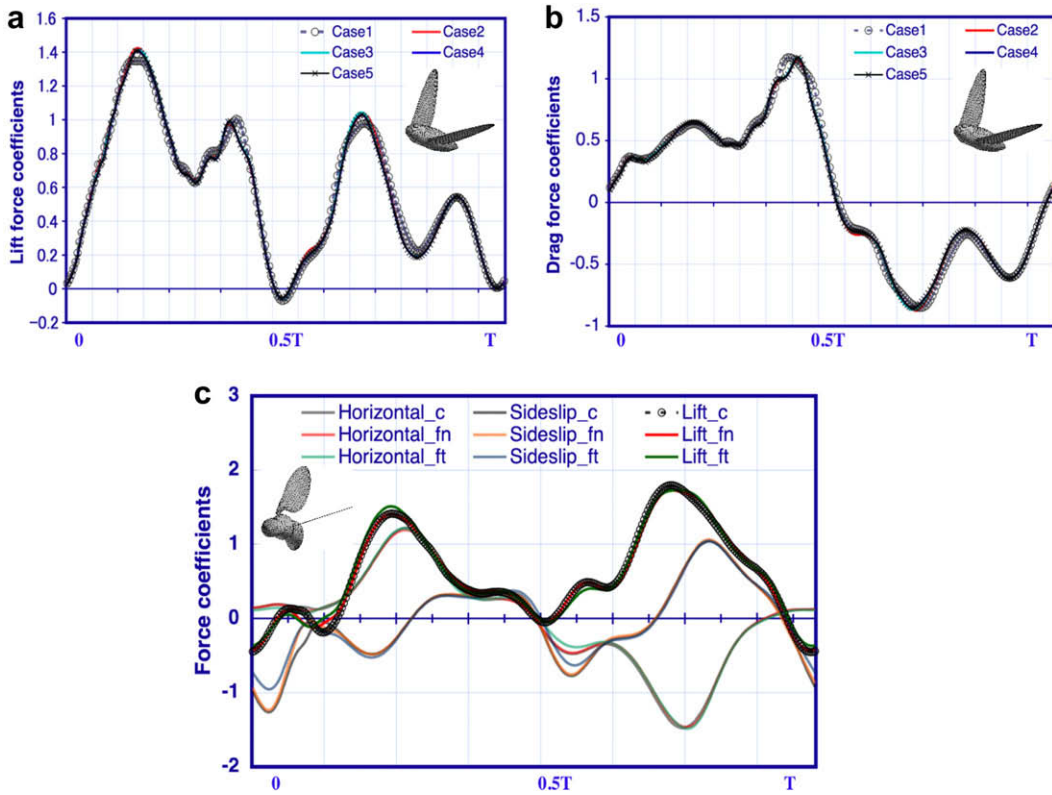 a
1.6
1.4
1.2
1
0.8
0.6
0.4
0.2
0
−0.2
Lift force coefficients
Case1 Case2
Case3 Case4
Case5
0 0.5T T
b
1.5
1
0.5
0
-0.5
-1
Drag force coefficients
Case1 Case2
Case3 Case4
Case5
0 0.5T T
c
3
2
1
0
-1
-2
Force coefficients
Horizontal_c Sideslip_c Lift_c
Horizontal_fn Sideslip_fn Lift_fn
Horizontal_ft Sideslip_ft Lift_ft
0 0.5T T